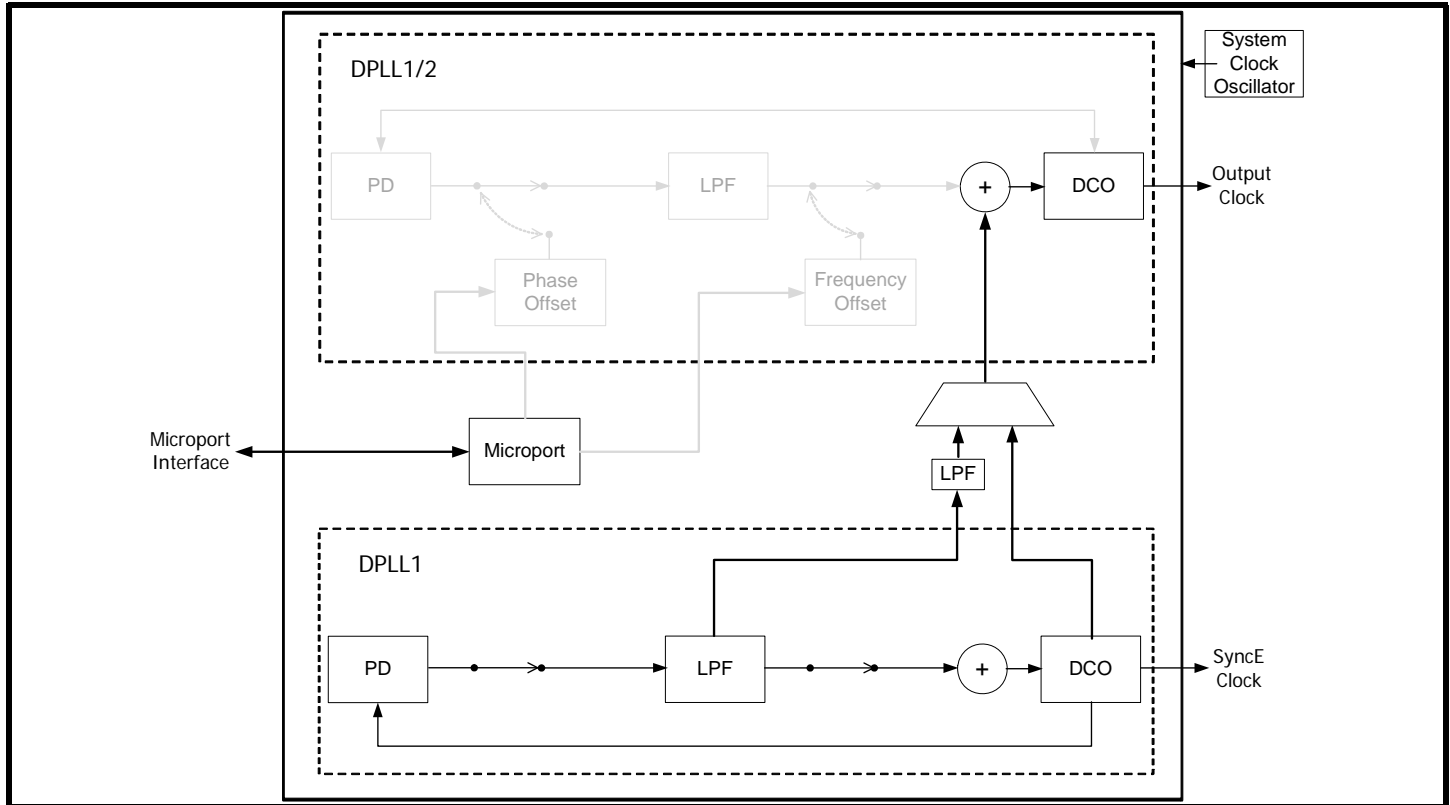 System
Clock
Oscillator
DPLL1/2
PD
LPF
+
DCO
Output
Clock
Phase
Offset
Frequency
Offset
Microport
Interface
Microport
LPF
DPLL1
PD
LPF
+
DCO
SyncE
Clock